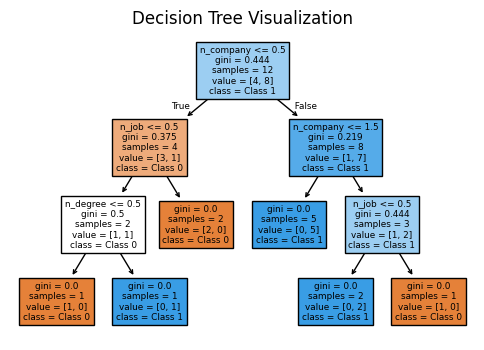 Decision Tree Visualization
n_company <= 0.5
gini = 0.444
samples = 12
value = [4, 8]
class = Class 1
True
False
n_job <= 0.5
gini = 0.375
samples = 4
value = [3, 1]
class = Class 0
n_company <= 1.5
gini = 0.219
samples = 8
value = [1, 7]
class = Class 1
n_degree <= 0.5
gini = 0.5
samples = 2
value = [1, 1]
class = Class 0
gini = 0.0
samples = 2
value = [2, 0]
class = Class 0
gini = 0.0
samples = 5
value = [0, 5]
class = Class 1
n_job <= 0.5
gini = 0.444
samples = 3
value = [1, 2]
class = Class 1
gini = 0.0
samples = 1
value = [1, 0]
class = Class 0
gini = 0.0
samples = 1
value = [0, 1]
class = Class 1
gini = 0.0
samples = 2
value = [0, 2]
class = Class 1
gini = 0.0
samples = 1
value = [1, 0]
class = Class 0